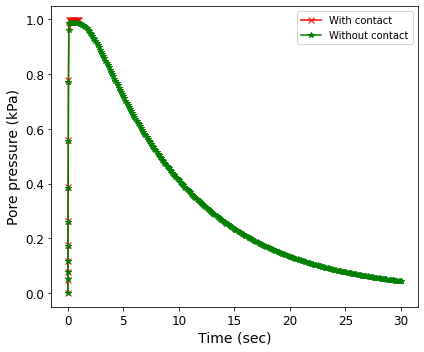 With contact
Without contact
1.0
0.8
0.6
0.4
0.2
0.0
Pore pressure (kPa)
0 5 10 15 20 25 30
Time (sec)